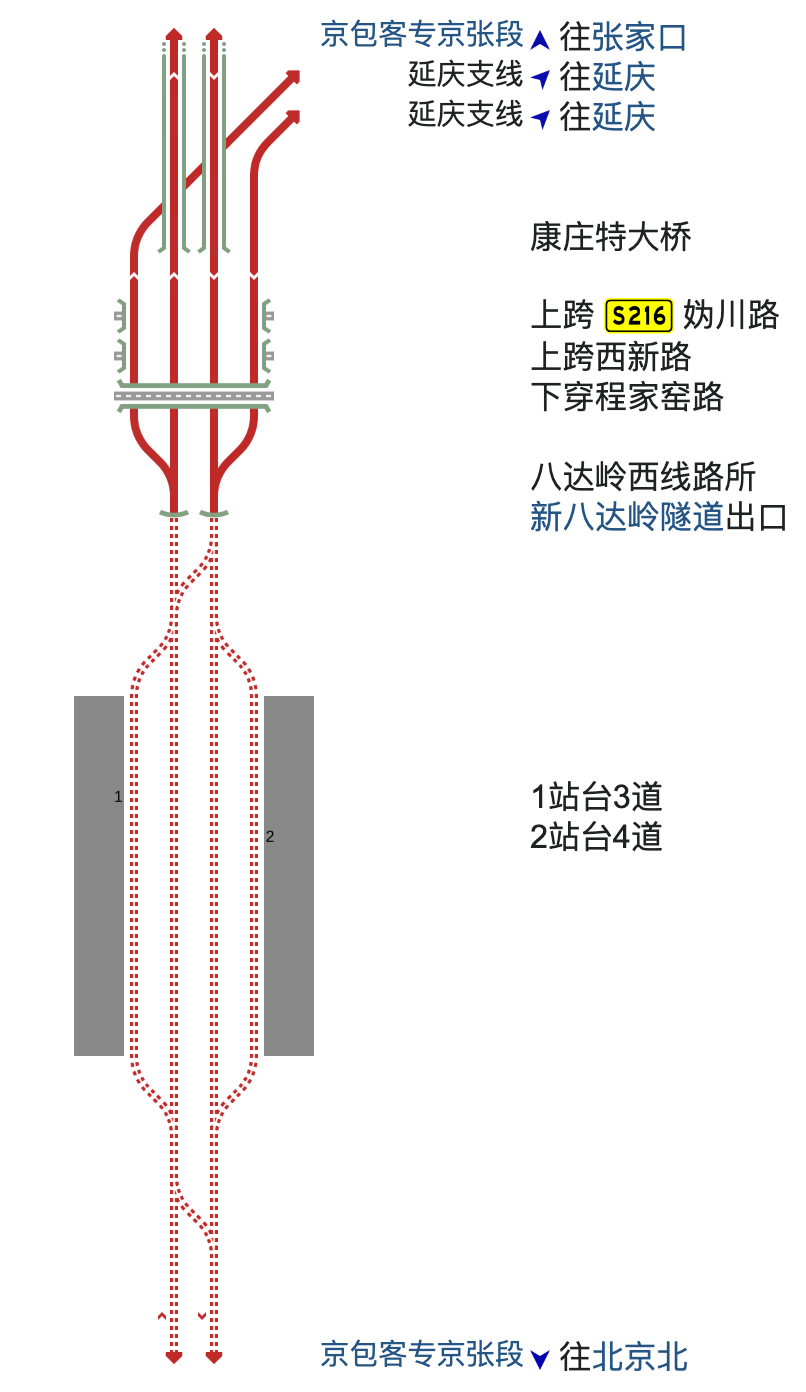 京包客专京张段 往张家口
延庆支线 往延庆
延庆支线 往延庆
康庄特大桥
上跨 S216 妫川路
上跨西新路
下穿程家窑路
八达岭西线路所
新八达岭隧道出口
1
1站台3道
2
2站台4道
京包客专京张段 往北京北